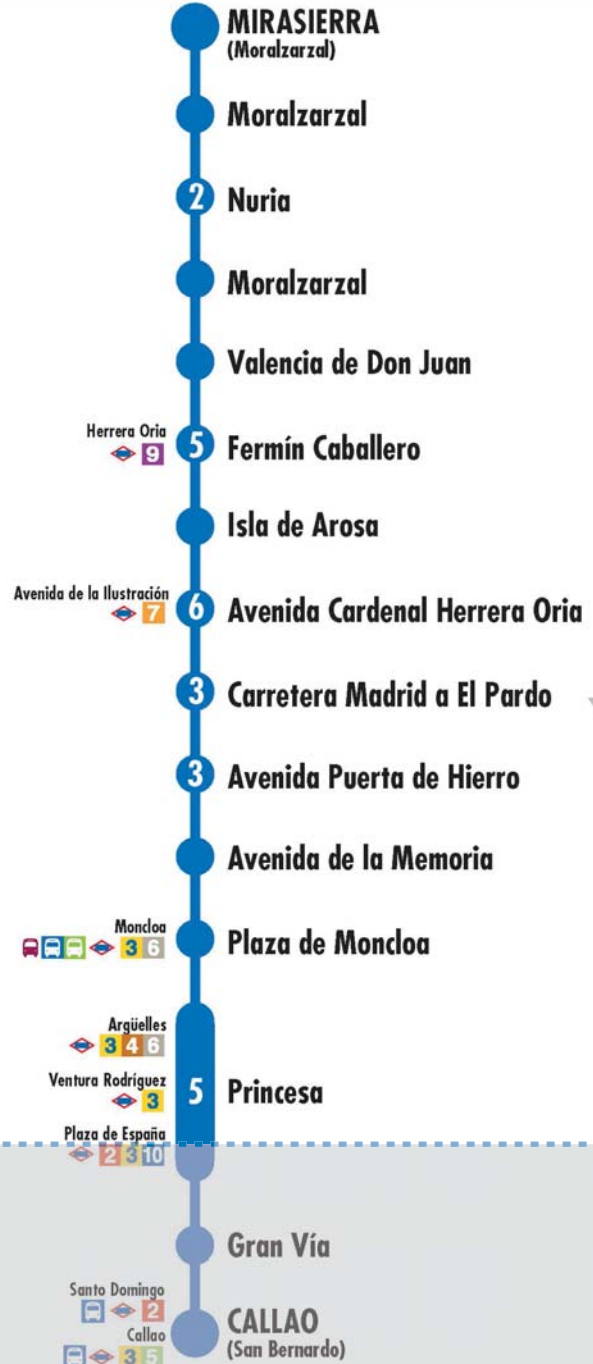 MIRASIERRA
(Moralzarzal)
Moralzarzal
2 Nuria
Moralzarzal
Valencia de Don Juan
Herrera Oria
9
5 Fermín Caballero
Isla de Arosa
Avenida de la Ilustración
7
6 Avenida Cardenal Herrera Oria
3 Carretera Madrid a El Pardo
3 Avenida Puerta de Hierro
Avenida de la Memoria
Moncloa
3 6
Plaza de Moncloa
Argüelles
3 4 6
Ventura Rodríguez
3
5 Princesa
Plaza de España
2 3 10
Gran Vía
Santo Domingo
2
CALLAO
Callao
(San Bernardo)
3 5